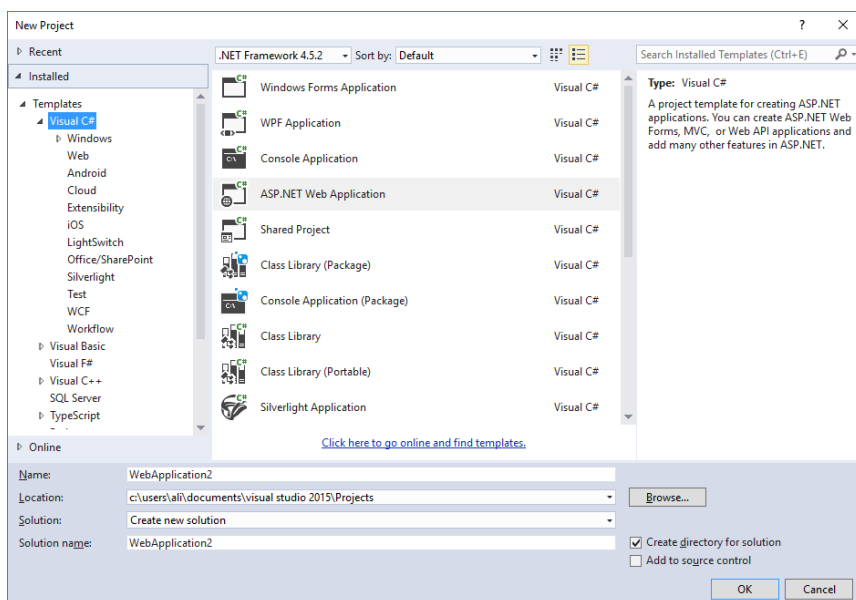 New Project
? X
Recent
.NET Framework 4.5.2 Sort by: Default
Search Installed Templates (Ctrl+E)
Installed
Templates
Visual C#
Windows
Web
Android
Cloud
Extensibility
iOS
LightSwitch
Office/SharePoint
Silverlight
Test
WCF
Workflow
Visual Basic
Visual F#
Visual C++
SQL Server
TypeScript
Online
Windows Forms Application Visual C#
WPF Application Visual C#
Console Application Visual C#
ASP.NET Web Application Visual C#
Shared Project Visual C#
Class Library (Package) Visual C#
Console Application (Package) Visual C#
Class Library Visual C#
Class Library (Portable) Visual C#
Silverlight Application Visual C#
Click here to go online and find templates.
Type: Visual C#
A project template for creating ASP.NET
applications. You can create ASP.NET Web
Forms, MVC, or Web API applications and
add many other features in ASP.NET.
Name: WebApplication2
Location: c:\users\ali\documents\visual studio 2015\Projects
Browse...
Solution: Create new solution
Solution name: WebApplication2
Create directory for solution
Add to source control
OK Cancel